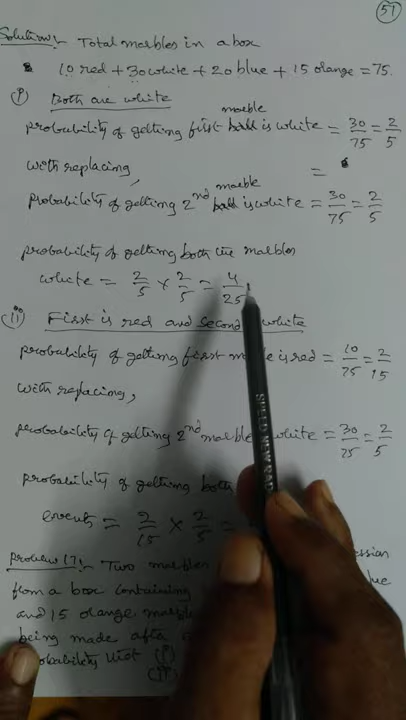 57
Solution:- Total marbles in a box
10 red + 30 white + 20 blue + 15 orange = 75.
(i) Both are white
marble
probability of getting first ball is white = 30/75 = 2/5
with replacing, =
marble
probability of getting 2nd ball is white = 30/75 = 2/5
probability of getting both the marbles
white = 2/5 × 2/5 = 4/25
(ii) First is red and second white
probability of getting first is red = 10/75 = 2/15
with replacing,
probability of getting 2nd marble white = 30/75 = 2/5
probability of getting both
events = 2/15 × 2/5 =
problem 17:- Two marbles
from a box containing
and 15 orange marbles
being made after
probability that (i)
(ii)
SPEED NEW RAD